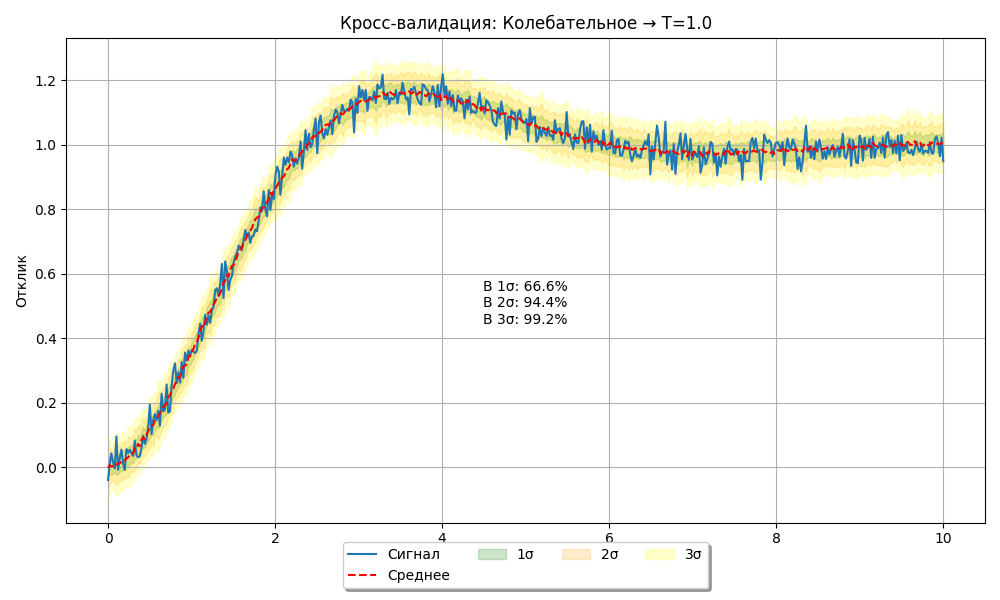 Кросс-валидация: Колебательное → T=1.0
Отклик
1.2
1.0
0.8
0.6
0.4
0.2
0.0
В 1σ: 66.6%
В 2σ: 94.4%
В 3σ: 99.2%
0 2 4 6 8 10
Сигнал 1σ 2σ 3σ
Среднее